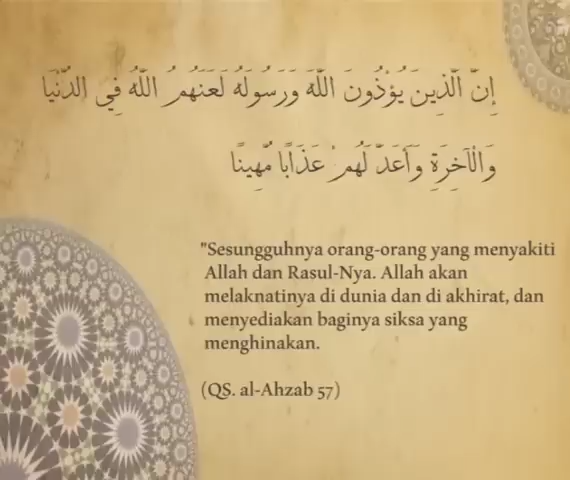 إِنَّ الَّذِينَ يُؤْذُونَ اللَّهَ وَرَسُولَهُ لَعَنَهُمُ اللَّهُ فِي الدُّنْيَا
وَالْآخِرَةِ وَأَعَدَّ لَهُمْ عَذَابًا مُّهِينًا
"Sesungguhnya orang-orang yang menyakiti
Allah dan Rasul-Nya. Allah akan
melaknatinya di dunia dan di akhirat, dan
menyediakan baginya siksa yang
menghinakan.
(QS. al-Ahzab 57)